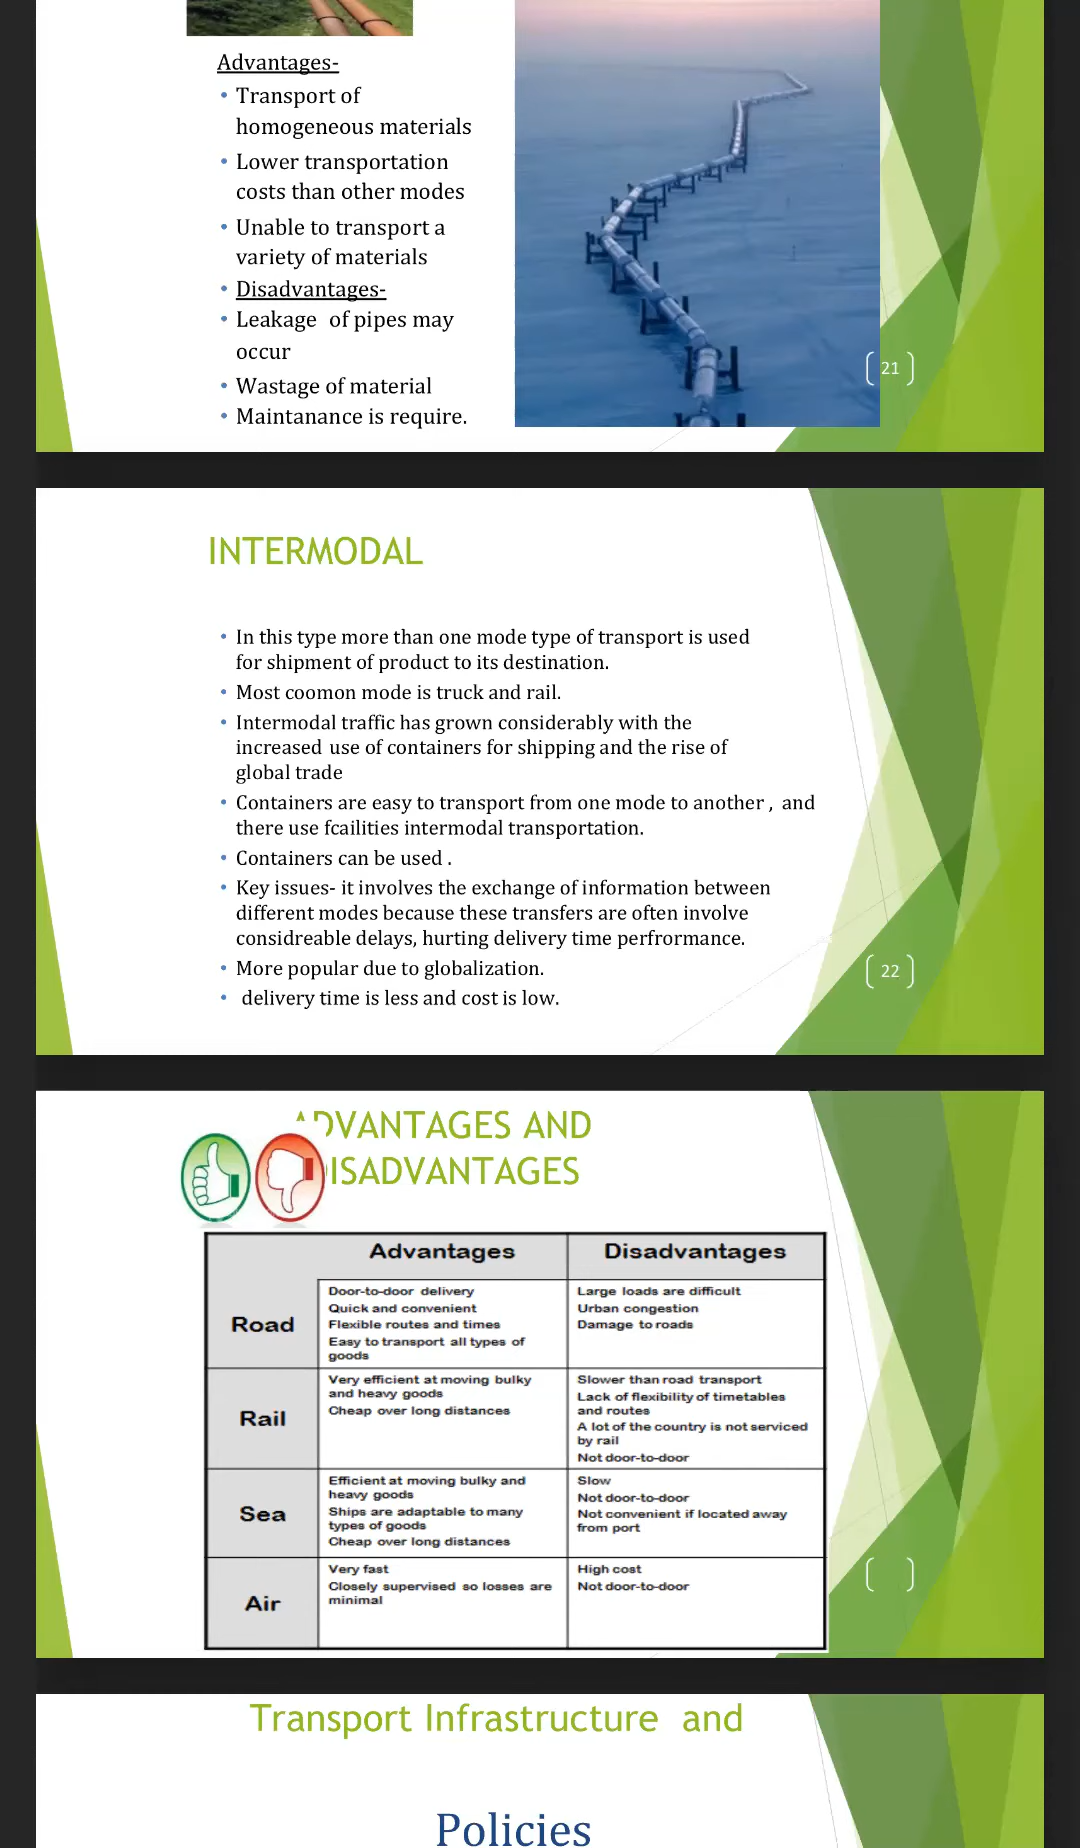 Advantages-
• Transport of
homogeneous materials
• Lower transportation
costs than other modes
• Unable to transport a
variety of materials
• Disadvantages-
• Leakage of pipes may
occur
• Wastage of material
• Maintanance is require.
21
INTERMODAL
• In this type more than one mode type of transport is used
for shipment of product to its destination.
• Most coomon mode is truck and rail.
• Intermodal traffic has grown considerably with the
increased use of containers for shipping and the rise of
global trade
• Containers are easy to transport from one mode to another , and
there use fcailities intermodal transportation.
• Containers can be used .
• Key issues- it involves the exchange of information between
different modes because these transfers are often involve
considreable delays, hurting delivery time perfrormance.
• More popular due to globalization.
• delivery time is less and cost is low.
22
ADVANTAGES AND
ISADVANTAGES
Advantages
Disadvantages
Road
Door-to-door delivery
Quick and convenient
Flexible routes and times
Easy to transport all types of
goods
Large loads are difficult
Urban congestion
Damage to roads
Rail
Very efficient at moving bulky
and heavy goods
Cheap over long distances
Slower than road transport
Lack of flexibility of timetables
and routes
A lot of the country is not serviced
by rail
Not door-to-door
Sea
Efficient at moving bulky and
heavy goods
Ships are adaptable to many
types of goods
Cheap over long distances
Slow
Not door-to-door
Not convenient if located away
from port
Air
Very fast
Closely supervised so losses are
minimal
High cost
Not door-to-door
Transport Infrastructure and
Policies